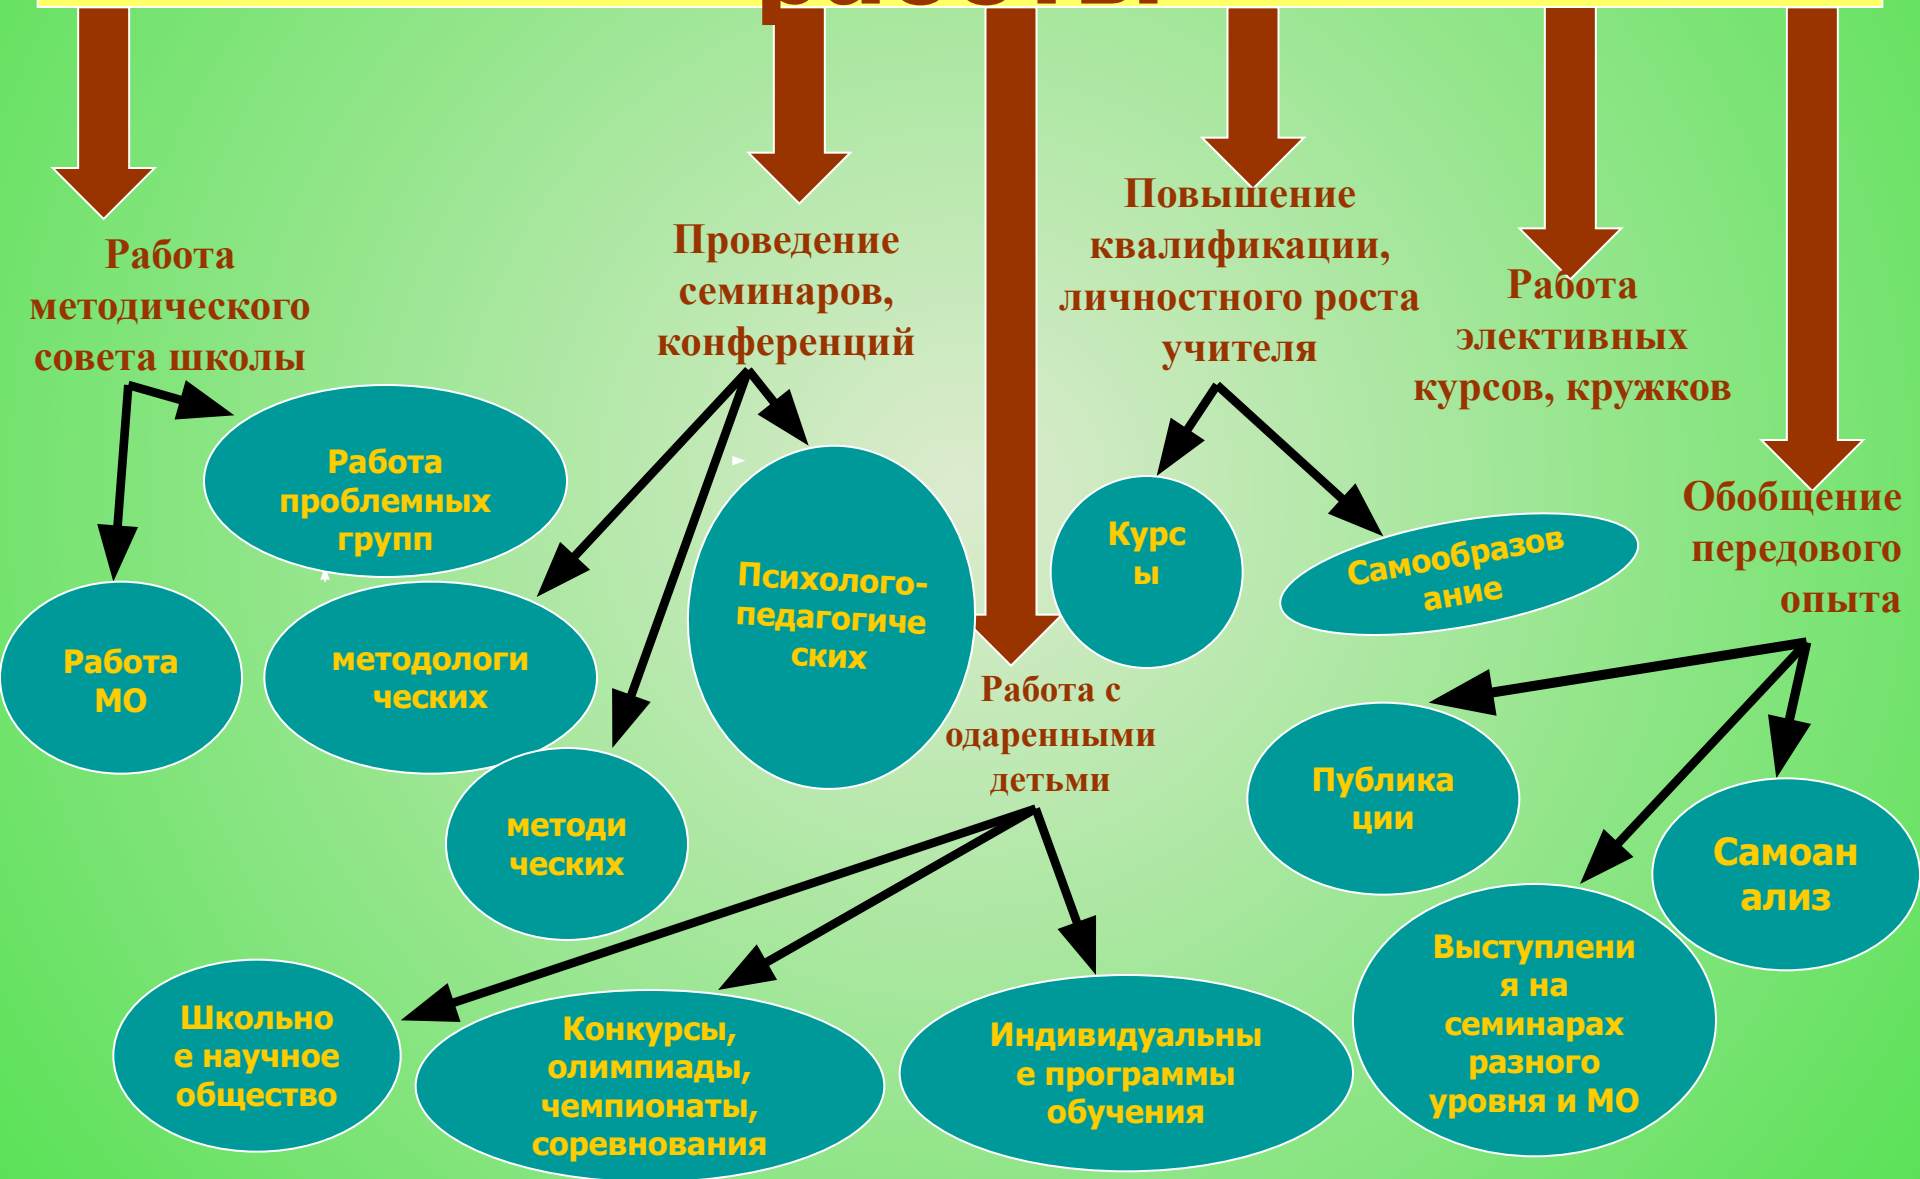 работы
Работа
методического
совета школы
Работа
проблемных
групп
Работа
МО
Проведение
семинаров,
конференций
методологи
ческих
методи
ческих
Психолого-
педагогиче
ских
Работа с
одаренными
детьми
Школьно
е научное
общество
Конкурсы,
олимпиады,
чемпионаты,
соревнования
Индивидуальны
е программы
обучения
Повышение
квалификации,
личностного роста
учителя
Курс
ы
Самообразов
ание
Работа
элективных
курсов, кружков
Обобщение
передового
опыта
Публика
ции
Выступлени
я на
семинарах
разного
уровня и МО
Самоан
ализ